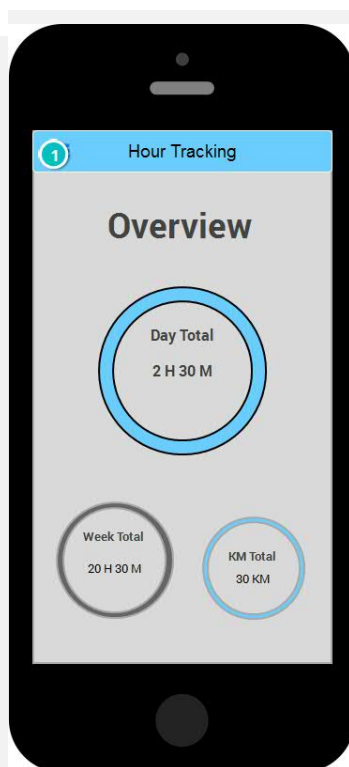 1
Hour Tracking
Overview
Day Total
2 H 30 M
Week Total
20 H 30 M
KM Total
30 KM